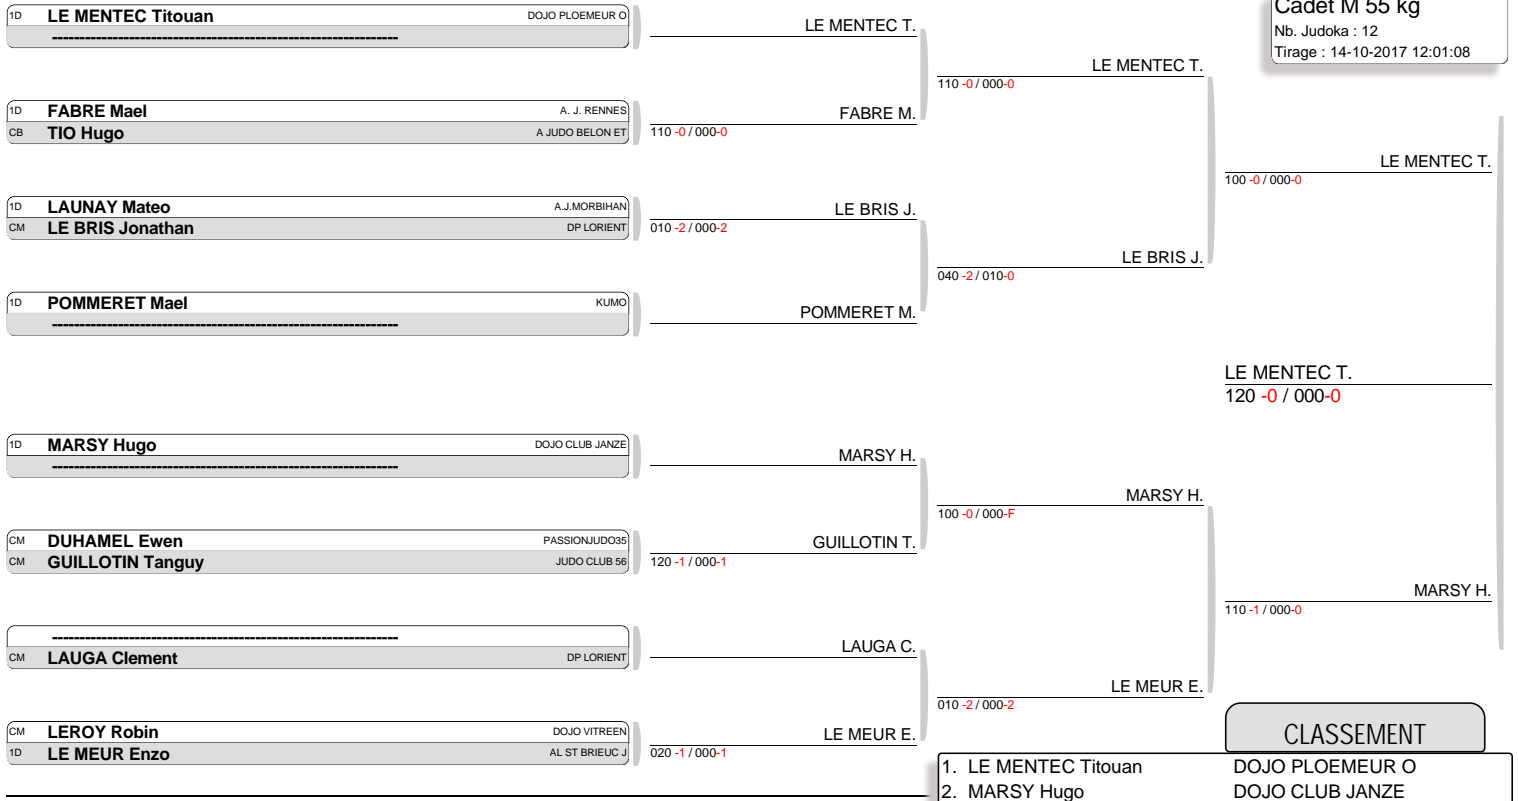 Cadet M 55 kg
Nb. Judoka : 12
Tirage : 14-10-2017 12:01:08
1D LE MENTEC Titouan DOJO PLOEMEUR O
----------------------------------------------------------------
1D FABRE Mael A. J. RENNES
CB TIO Hugo A JUDO BELON ET
1D LAUNAY Mateo A.J.MORBIHAN
CM LE BRIS Jonathan DP LORIENT
1D POMMERET Mael KUMO
----------------------------------------------------------------
1D MARSY Hugo DOJO CLUB JANZE
----------------------------------------------------------------
CM DUHAMEL Ewen PASSIONJUDO35
CM GUILLOTIN Tanguy JUDO CLUB 56
----------------------------------------------------------------
CM LAUGA Clement DP LORIENT
CM LEROY Robin DOJO VITREEN
1D LE MEUR Enzo AL ST BRIEUC J
LE MENTEC T.
FABRE M.
110 -0 / 000-0
LE BRIS J.
010 -2 / 000-2
POMMERET M.
MARSY H.
GUILLOTIN T.
120 -1 / 000-1
LAUGA C.
LE MEUR E.
020 -1 / 000-1
LE MENTEC T.
110 -0 / 000-0
LE BRIS J.
040 -2 / 010-0
MARSY H.
100 -0 / 000-F
LE MEUR E.
010 -2 / 000-2
LE MENTEC T.
100 -0 / 000-0
MARSY H.
110 -1 / 000-0
LE MENTEC T.
120 -0 / 000-0
CLASSEMENT
1. LE MENTEC Titouan DOJO PLOEMEUR O
2. MARSY Hugo DOJO CLUB JANZE